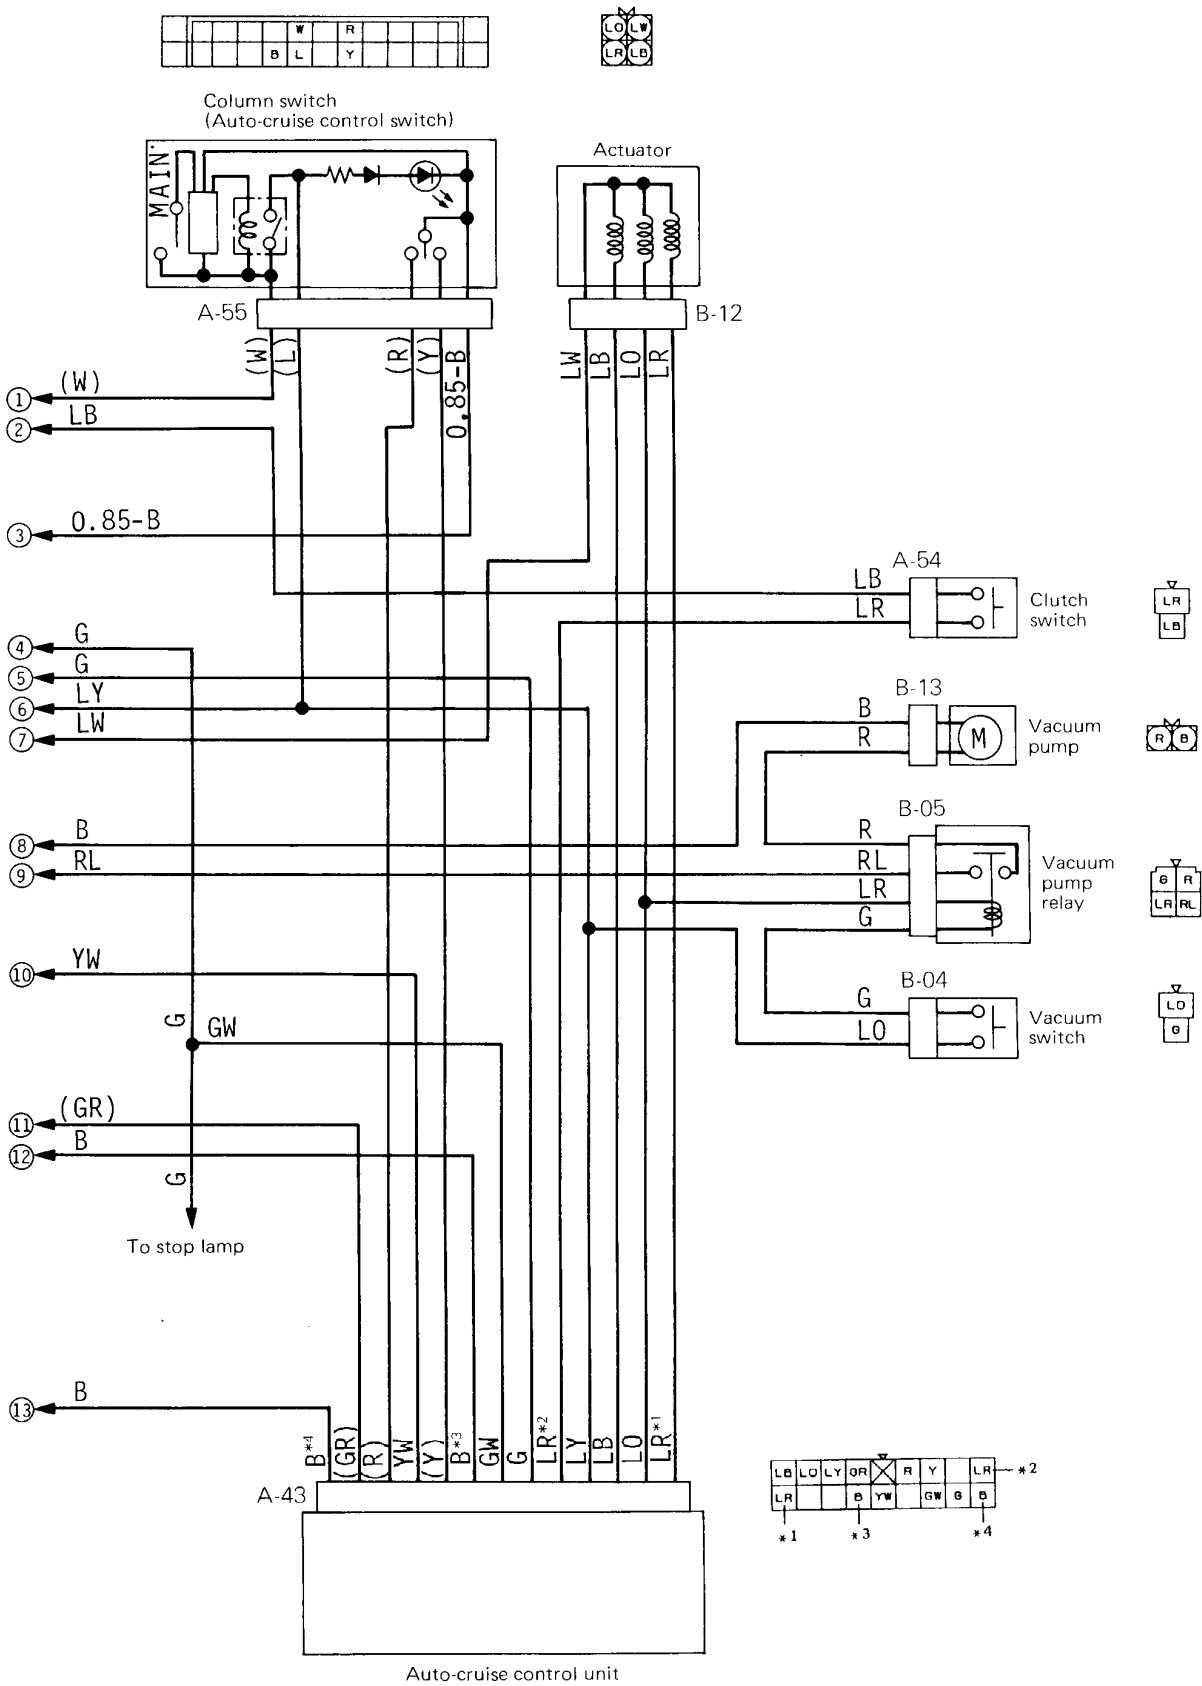 W R
B L Y
LO LW
LR LB
Column switch
(Auto-cruise control switch)
MAIN
Actuator
A-55
B-12
(W)
(L)
(R)
(Y)
0.85-B
LW
LB
LO
LR
1 (W)
2 LB
3 0.85-B
A-54
LB
LR
Clutch
switch
LR
LB
4 G
5 G
6 LY
7 LW
B-13
B
R
M
Vacuum
pump
R B
8 B
9 RL
B-05
R
RL
LR
G
Vacuum
pump
relay
G R
LR RL
10 YW
B-04
G
LO
Vacuum
switch
LO
G
G
GW
11 (GR)
12 B
G
To stop lamp
13 B
B*4
(GR)
(R)
YW
(Y)
B*3
GW
G
LR*2
LY
LB
LO
LR*1
A-43
LB LO LY GR R Y LR *2
LR B YW GW G B
*1 *3 *4
Auto-cruise control unit